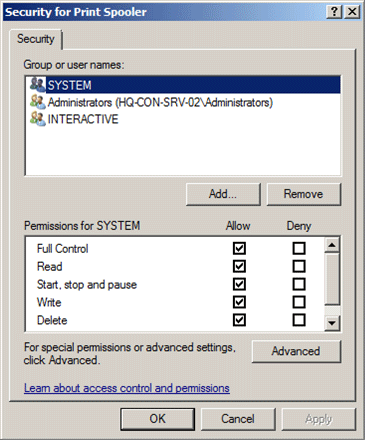 Security for Print Spooler
Security
Group or user names:
SYSTEM
Administrators (HQ-CON-SRV-02\Administrators)
INTERACTIVE
Add...
Remove
Permissions for SYSTEM
Allow
Deny
Full Control
Read
Start, stop and pause
Write
Delete
For special permissions or advanced settings,
click Advanced.
Advanced
Learn about access control and permissions
OK
Cancel
Apply